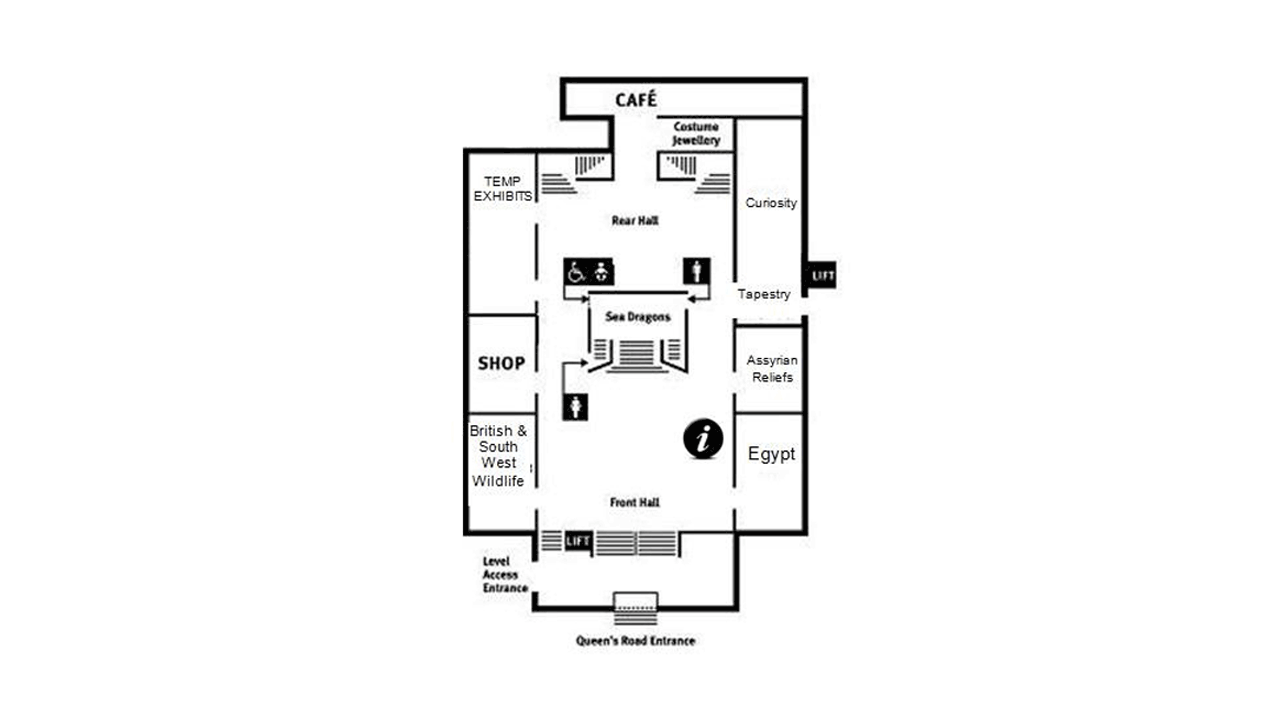 CAFÉ
Costume
Jewellery
TEMP
EXHIBITS
Curiosity
Rear Hall
LIFT
Tapestry
Sea Dragons
SHOP
Assyrian
Reliefs
British &
South
West
Wildlife
i
Egypt
Front Hall
LIFT
Level
Access
Entrance
Queen's Road Entrance